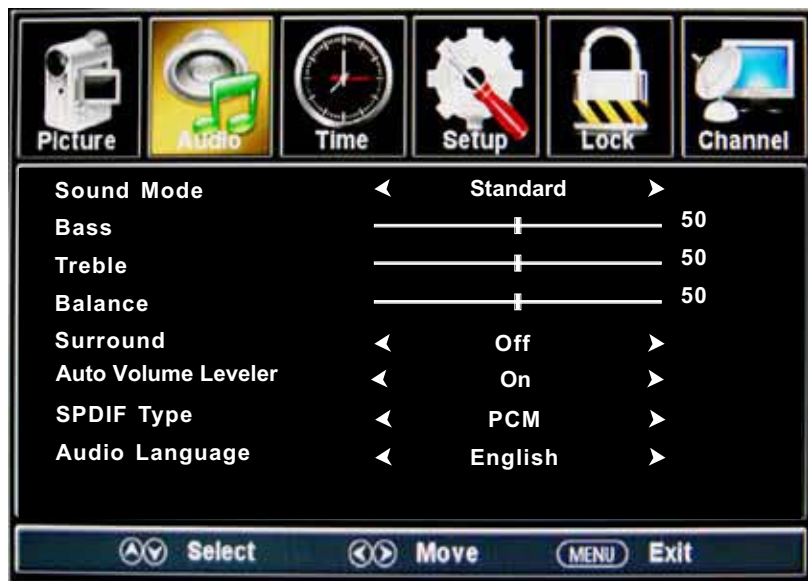 Picture Audio Time Setup Lock Channel
Sound Mode Standard
Bass 50
Treble 50
Balance 50
Surround Off
Auto Volume Leveler On
SPDIF Type PCM
Audio Language English
Select Move MENU Exit